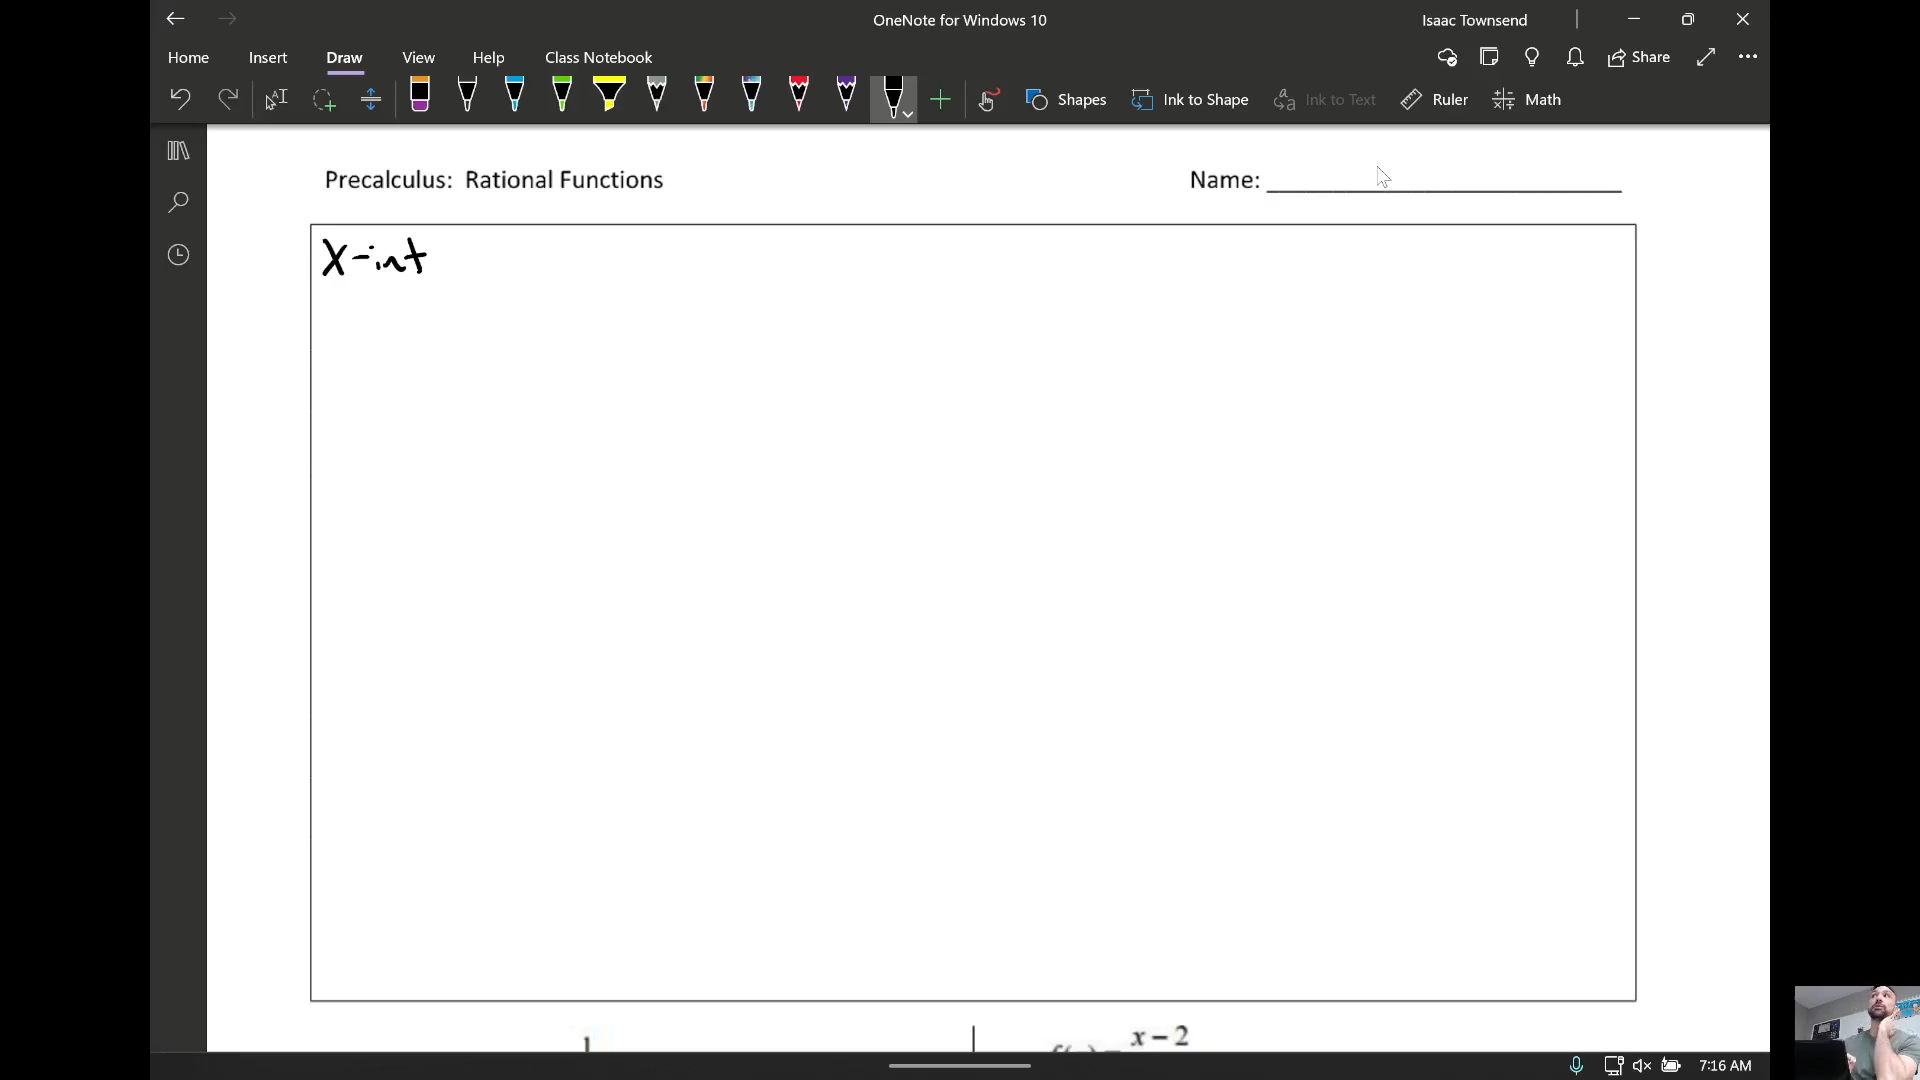 OneNote for Windows 10
Isaac Townsend
Home Insert Draw View Help Class Notebook
Share
Shapes Ink to Shape Ink to Text Ruler Math
Precalculus: Rational Functions
Name:
X-int
1
x − 2
7:16 AM